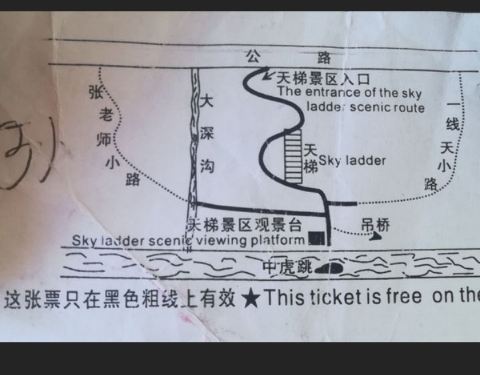 公路
天梯景区入口
The entrance of the sky
ladder scenic route
张老师小路
大深沟
一线天小路
天梯
Sky ladder
天梯景区观景台
Sky ladder scenic viewing platform
吊桥
中虎跳
这张票只在黑色粗线上有效★This ticket is free on the